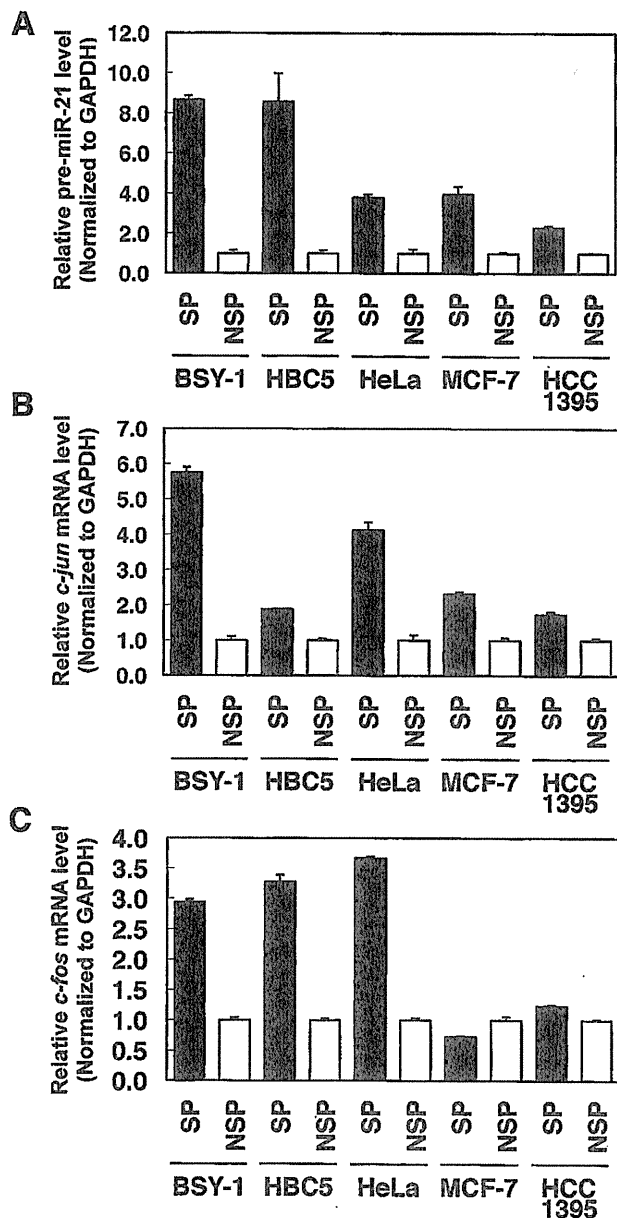 A
Relative pre-miR-21 level
(Normalized to GAPDH)
12.0
10.0
8.0
6.0
4.0
2.0
0.0
SP NSP SP NSP SP NSP SP NSP SP NSP
BSY-1 HBC5 HeLa MCF-7 HCC
1395
B
Relative c-jun mRNA level
(Normalized to GAPDH)
7.0
6.0
5.0
4.0
3.0
2.0
1.0
0.0
SP NSP SP NSP SP NSP SP NSP SP NSP
BSY-1 HBC5 HeLa MCF-7 HCC
1395
C
Relative c-fos mRNA level
(Normalized to GAPDH)
4.0
3.5
3.0
2.5
2.0
1.5
1.0
0.5
0.0
SP NSP SP NSP SP NSP SP NSP SP NSP
BSY-1 HBC5 HeLa MCF-7 HCC
1395